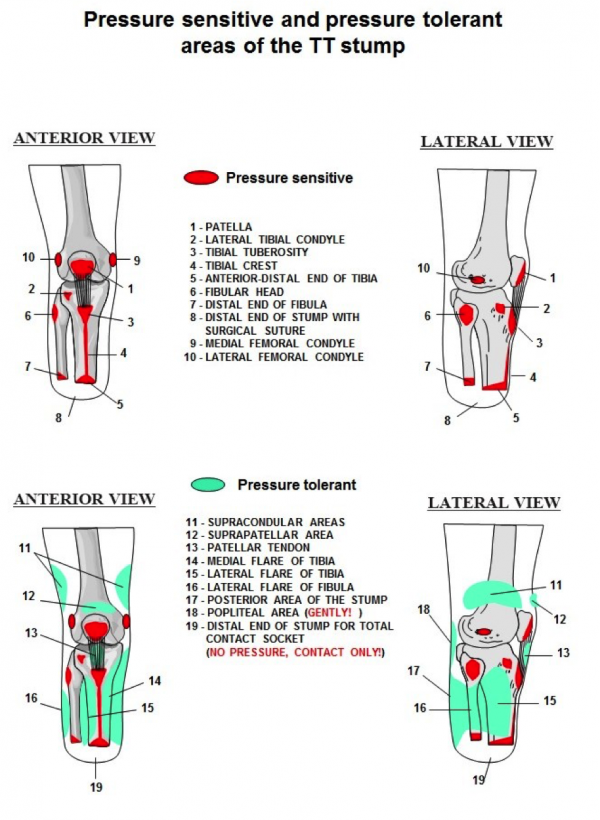 Pressure sensitive and pressure tolerant
areas of the TT stump
ANTERIOR VIEW
LATERAL VIEW
Pressure sensitive
1 - PATELLA
2 - LATERAL TIBIAL CONDYLE
3 - TIBIAL TUBEROSITY
4 - TIBIAL CREST
5 - ANTERIOR-DISTAL END OF TIBIA
6 - FIBULAR HEAD
7 - DISTAL END OF FIBULA
8 - DISTAL END OF STUMP WITH
SURGICAL SUTURE
9 - MEDIAL FEMORAL CONDYLE
10 - LATERAL FEMORAL CONDYLE
10
9
2
1
6
3
4
7
5
8
10
1
2
6
3
7
4
5
8
Pressure tolerant
ANTERIOR VIEW
LATERAL VIEW
11 - SUPRACONDULAR AREAS
12 - SUPRAPATELLAR AREA
13 - PATELLAR TENDON
14 - MEDIAL FLARE OF TIBIA
15 - LATERAL FLARE OF TIBIA
16 - LATERAL FLARE OF FIBULA
17 - POSTERIOR AREA OF THE STUMP
18 - POPLITEAL AREA (GENTLY!)
19 - DISTAL END OF STUMP FOR TOTAL
CONTACT SOCKET
(NO PRESSURE, CONTACT ONLY!)
11
12
13
14
16
15
19
11
18
12
13
17
16
15
19